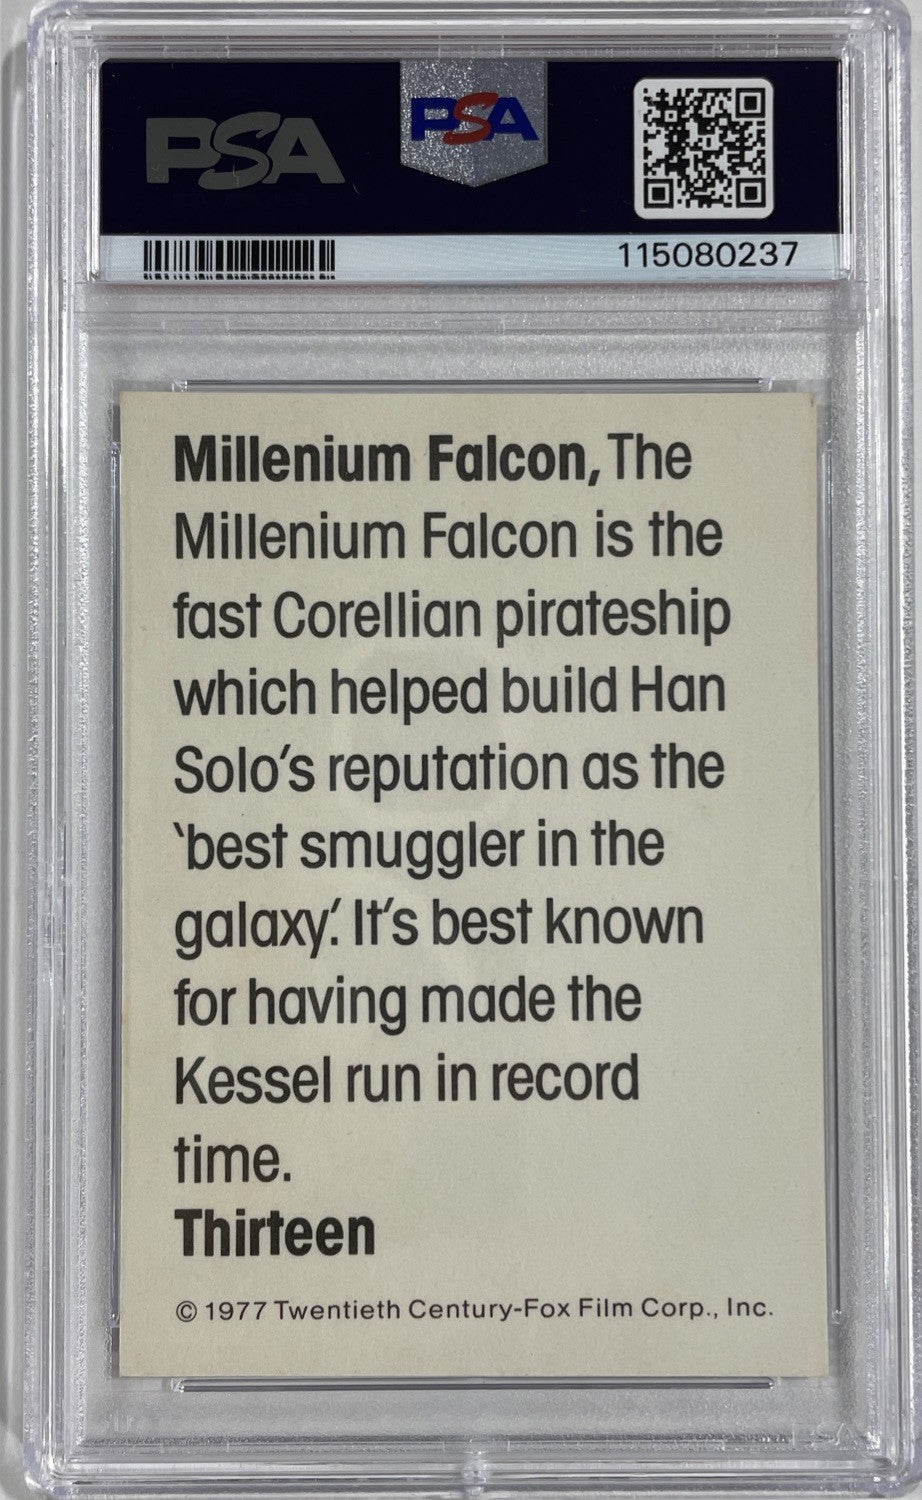 PSA
PSA
115080237
Millenium Falcon, The
Millenium Falcon is the
fast Corellian pirateship
which helped build Han
Solo's reputation as the
‵best smuggler in the
galaxy'. It's best known
for having made the
Kessel run in record
time.
Thirteen
© 1977 Twentieth Century-Fox Film Corp., Inc.